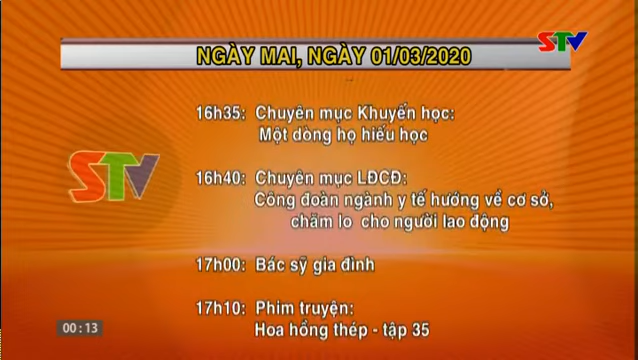 STV
NGÀY MAI, NGÀY 01/03/2020
16h35: Chuyên mục Khuyến học:
Một dòng họ hiếu học
STV
16h40: Chuyên mục LĐCĐ:
Công đoàn ngành y tế hướng về cơ sở,
chăm lo cho người lao động
17h00: Bác sỹ gia đình
17h10: Phim truyện:
Hoa hồng thép - tập 35
00:13